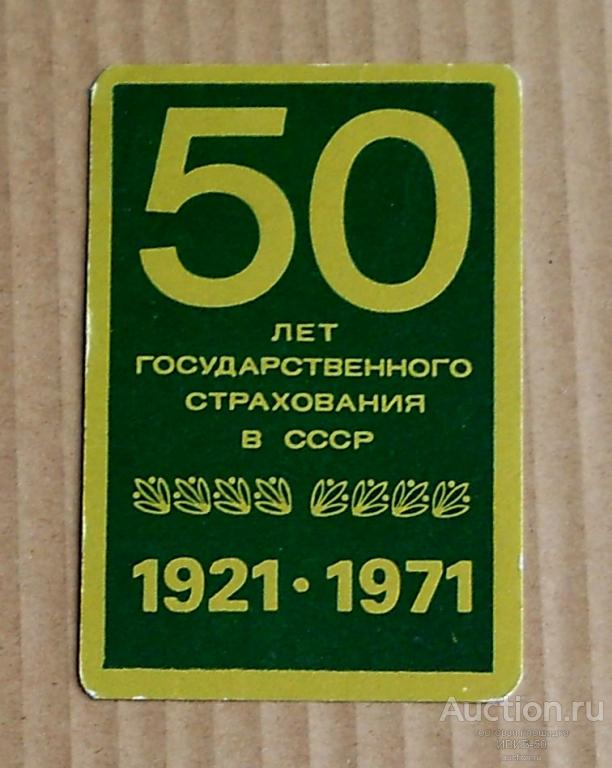 50
ЛЕТ
ГОСУДАРСТВЕННОГО
СТРАХОВАНИЯ
В СССР
1921·1971
Auction.ru